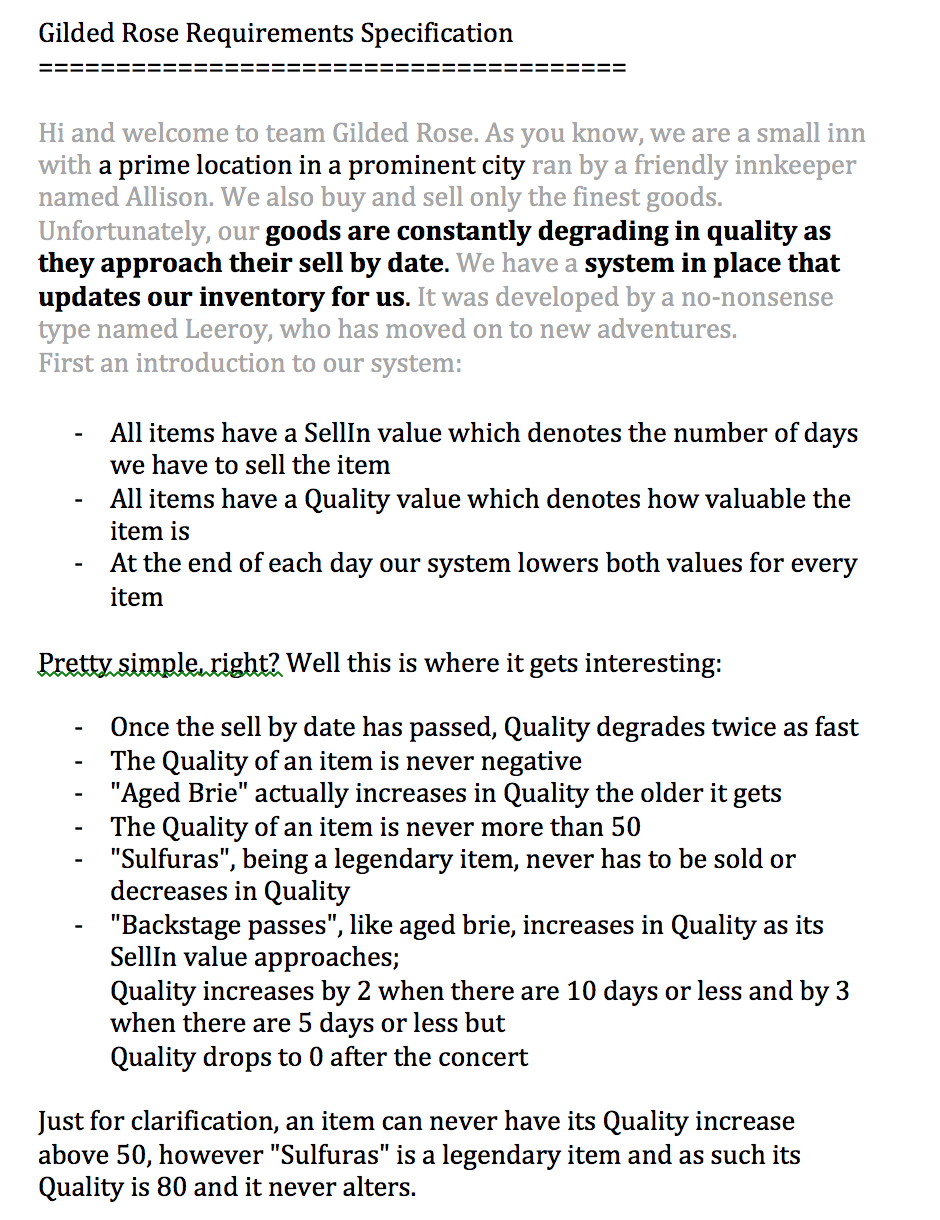 Gilded Rose Requirements Specification
======================================
Hi and welcome to team Gilded Rose. As you know, we are a small inn
with a prime location in a prominent city ran by a friendly innkeeper
named Allison. We also buy and sell only the finest goods.
Unfortunately, our goods are constantly degrading in quality as
they approach their sell by date. We have a system in place that
updates our inventory for us. It was developed by a no-nonsense
type named Leeroy, who has moved on to new adventures.
First an introduction to our system:
- All items have a SellIn value which denotes the number of days
we have to sell the item
- All items have a Quality value which denotes how valuable the
item is
- At the end of each day our system lowers both values for every
item
Pretty simple, right? Well this is where it gets interesting:
- Once the sell by date has passed, Quality degrades twice as fast
- The Quality of an item is never negative
- "Aged Brie" actually increases in Quality the older it gets
- The Quality of an item is never more than 50
- "Sulfuras", being a legendary item, never has to be sold or
decreases in Quality
- "Backstage passes", like aged brie, increases in Quality as its
SellIn value approaches;
Quality increases by 2 when there are 10 days or less and by 3
when there are 5 days or less but
Quality drops to 0 after the concert
Just for clarification, an item can never have its Quality increase
above 50, however "Sulfuras" is a legendary item and as such its
Quality is 80 and it never alters.